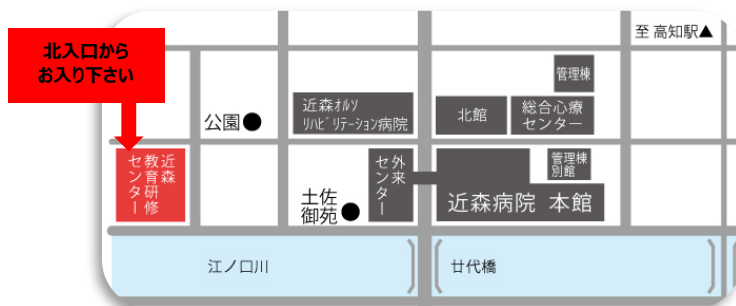 北入口から
お入り下さい
至 高知駅▲
管理棟
公園●
近森オルソ
リハビリテーション病院
北館
総合心療
センター
近森
教育研修
センター
土佐
御苑●
外来
センター
管理棟
別館
近森病院 本館
江ノ口川
廿代橋